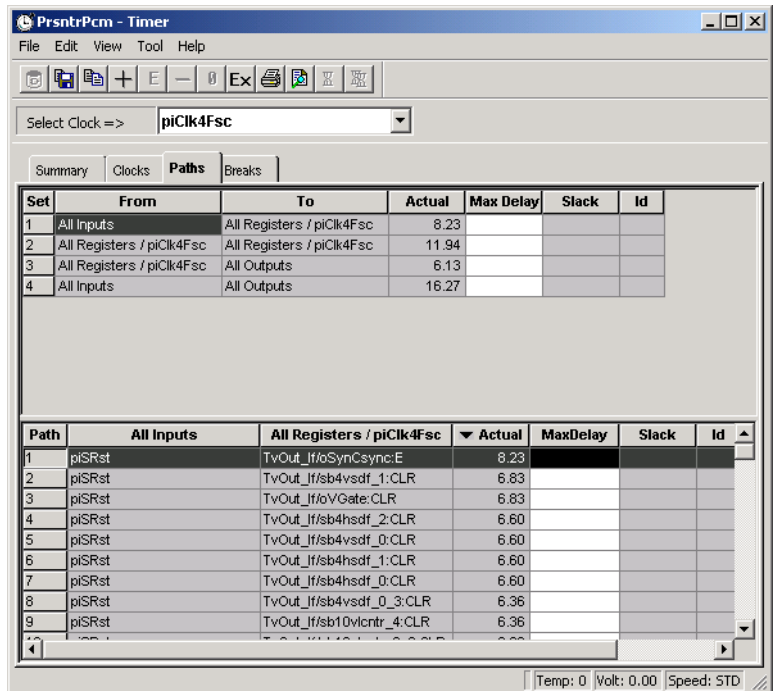 PrsntrPcm - Timer
File Edit View Tool Help
E Ex
Select Clock => piClk4Fsc
Summary Clocks Paths Breaks
Set From To Actual Max Delay Slack Id
1 All Inputs All Registers / piClk4Fsc 8.23
2 All Registers / piClk4Fsc All Registers / piClk4Fsc 11.94
3 All Registers / piClk4Fsc All Outputs 6.13
4 All Inputs All Outputs 16.27
Path All Inputs All Registers / piClk4Fsc Actual MaxDelay Slack Id
1 piSRst TvOut_If/oSynCsync:E 8.23
2 piSRst TvOut_If/sb4vsdf_1:CLR 6.83
3 piSRst TvOut_If/oVGate:CLR 6.83
4 piSRst TvOut_If/sb4hsdf_2:CLR 6.60
5 piSRst TvOut_If/sb4vsdf_0:CLR 6.60
6 piSRst TvOut_If/sb4hsdf_1:CLR 6.60
7 piSRst TvOut_If/sb4hsdf_0:CLR 6.60
8 piSRst TvOut_If/sb4vsdf_0_3:CLR 6.36
9 piSRst TvOut_If/sb10vlcntr_4:CLR 6.36
Temp: 0 Volt: 0.00 Speed: STD